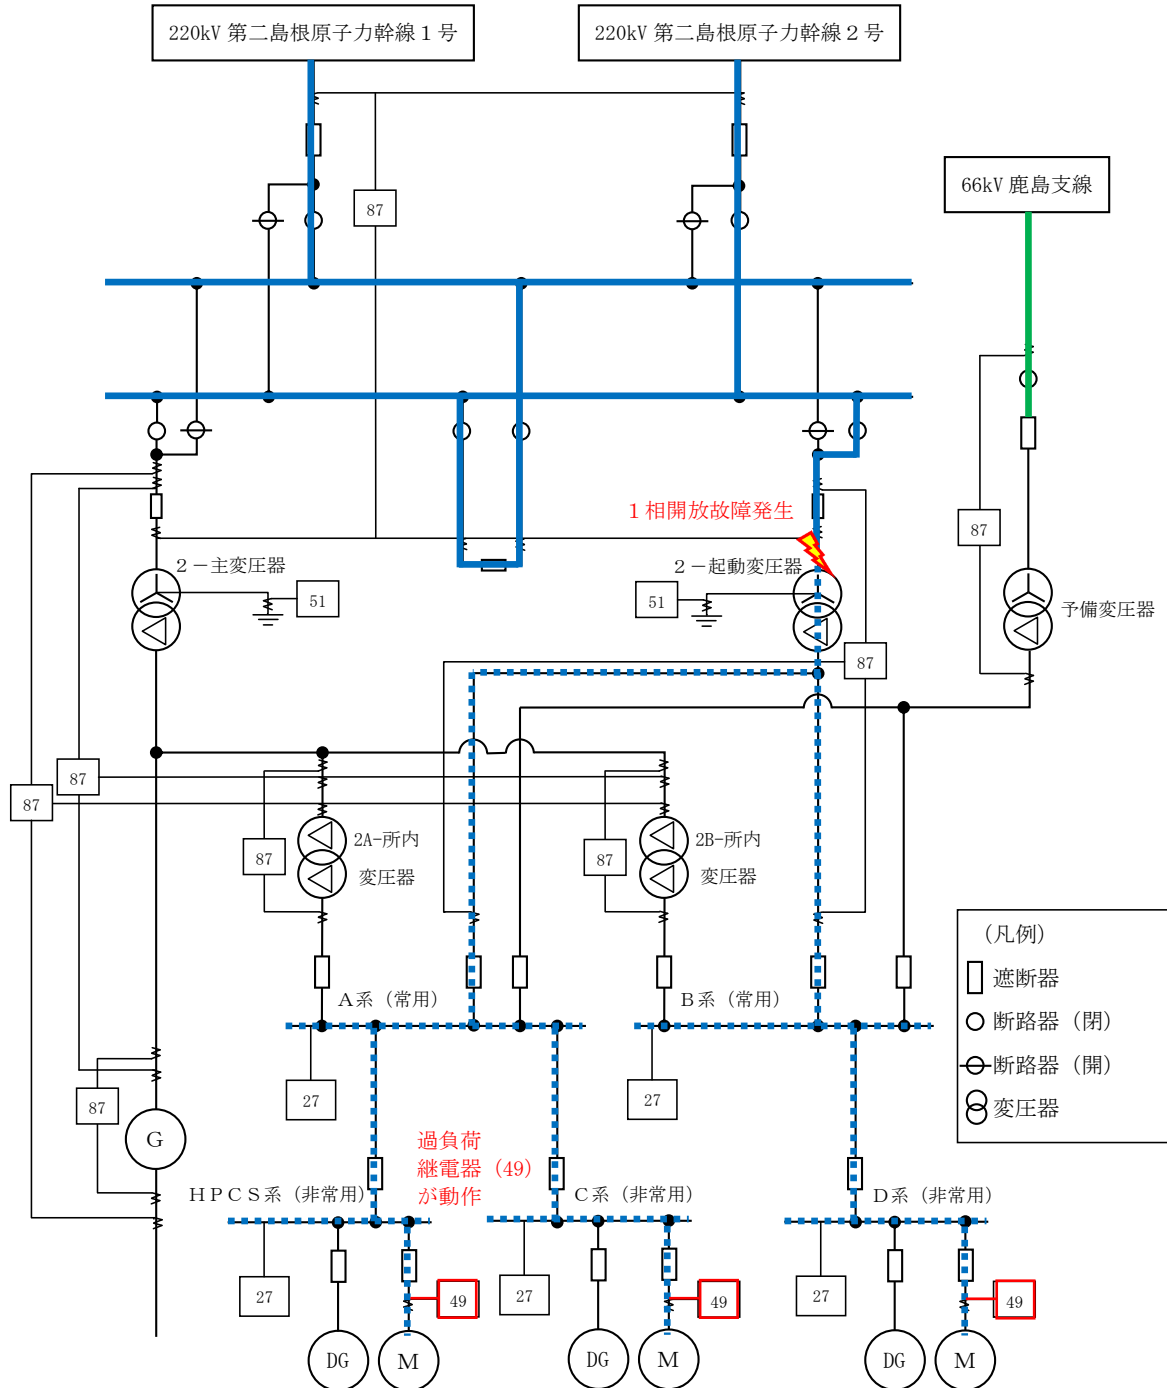 220kV 第二島根原子力幹線１号
220kV 第二島根原子力幹線２号
66kV 鹿島支線
87
１相開放故障発生
87
２－主変圧器
２－起動変圧器
51
51
予備変圧器
87
87
87
2A-所内
変圧器
87
2B-所内
変圧器
87
(凡例)
遮断器
断路器（閉）
断路器（開）
変圧器
Ａ系（常用）
Ｂ系（常用）
27
27
87
G
過負荷
継電器（49）
が動作
ＨＰＣＳ系（非常用）
Ｃ系（非常用）
Ｄ系（非常用）
27
49
27
49
27
49
DG
M
DG
M
DG
M